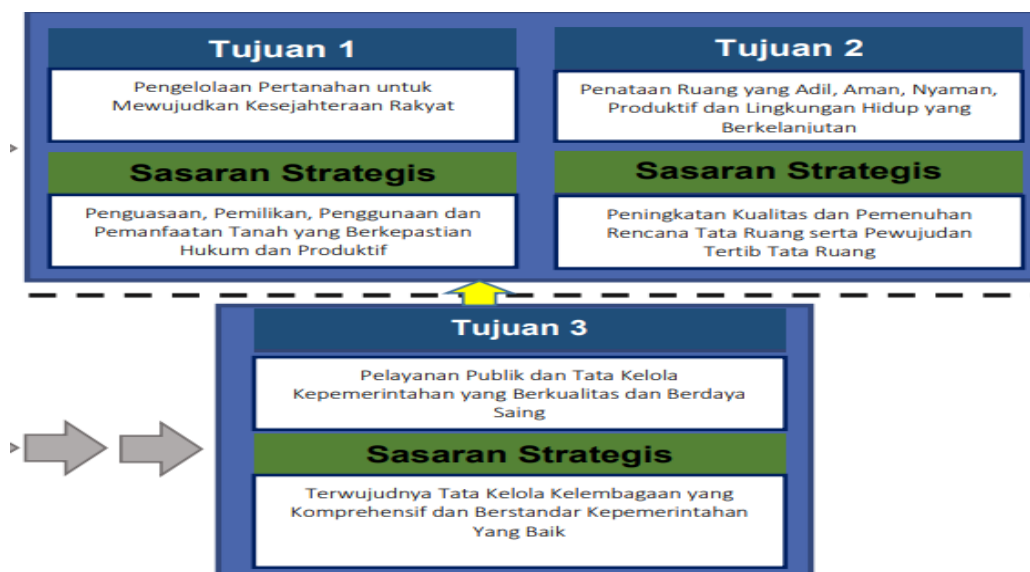 Tujuan 1
Pengelolaan Pertanahan untuk
Mewujudkan Kesejahteraan Rakyat
Sasaran Strategis
Penguasaan, Pemilikan, Penggunaan dan
Pemanfaatan Tanah yang Berkepastian
Hukum dan Produktif
Tujuan 2
Penataan Ruang yang Adil, Aman, Nyaman,
Produktif dan Lingkungan Hidup yang
Berkelanjutan
Sasaran Strategis
Peningkatan Kualitas dan Pemenuhan
Rencana Tata Ruang serta Pewujudan
Tertib Tata Ruang
Tujuan 3
Pelayanan Publik dan Tata Kelola
Kepemerintahan yang Berkualitas dan Berdaya
Saing
Sasaran Strategis
Terwujudnya Tata Kelola Kelembagaan yang
Komprehensif dan Berstandar Kepemerintahan
Yang Baik